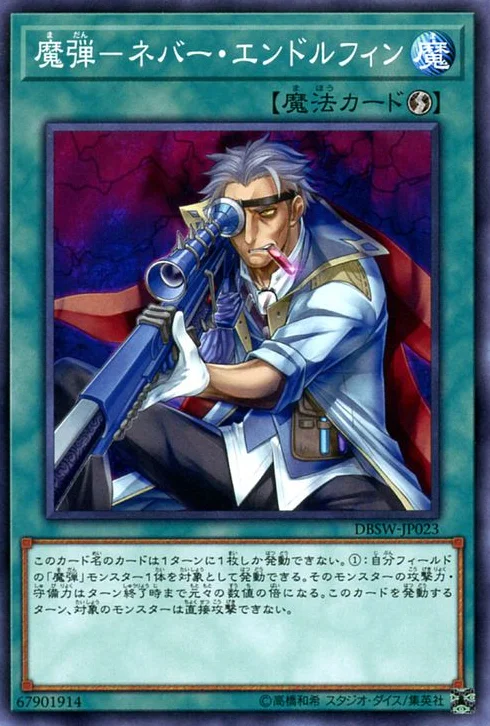 魔弾－ネバー・エンドルフィン 魔
【魔法カード】
DBSW-JP023
このカード名のカードは1ターンに1枚しか発動できない。①：自分フィールド
の「魔弾」モンスター1体を対象として発動できる。そのモンスターの攻撃力・
守備力はターン終了時まで元々の数値の倍になる。このカードを発動する
ターン、対象のモンスターは直接攻撃できない。
67901914 ©高橋和希 スタジオ・ダイス/集英社